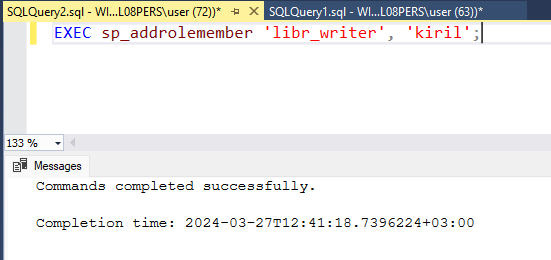 SQLQuery2.sql - WI...L08PERS\user (72))* SQLQuery1.sql - WI...L08PERS\user (63))*
EXEC sp_addrolemember 'libr_writer', 'kiril';
133 %
Messages
Commands completed successfully.
Completion time: 2024-03-27T12:41:18.7396224+03:00